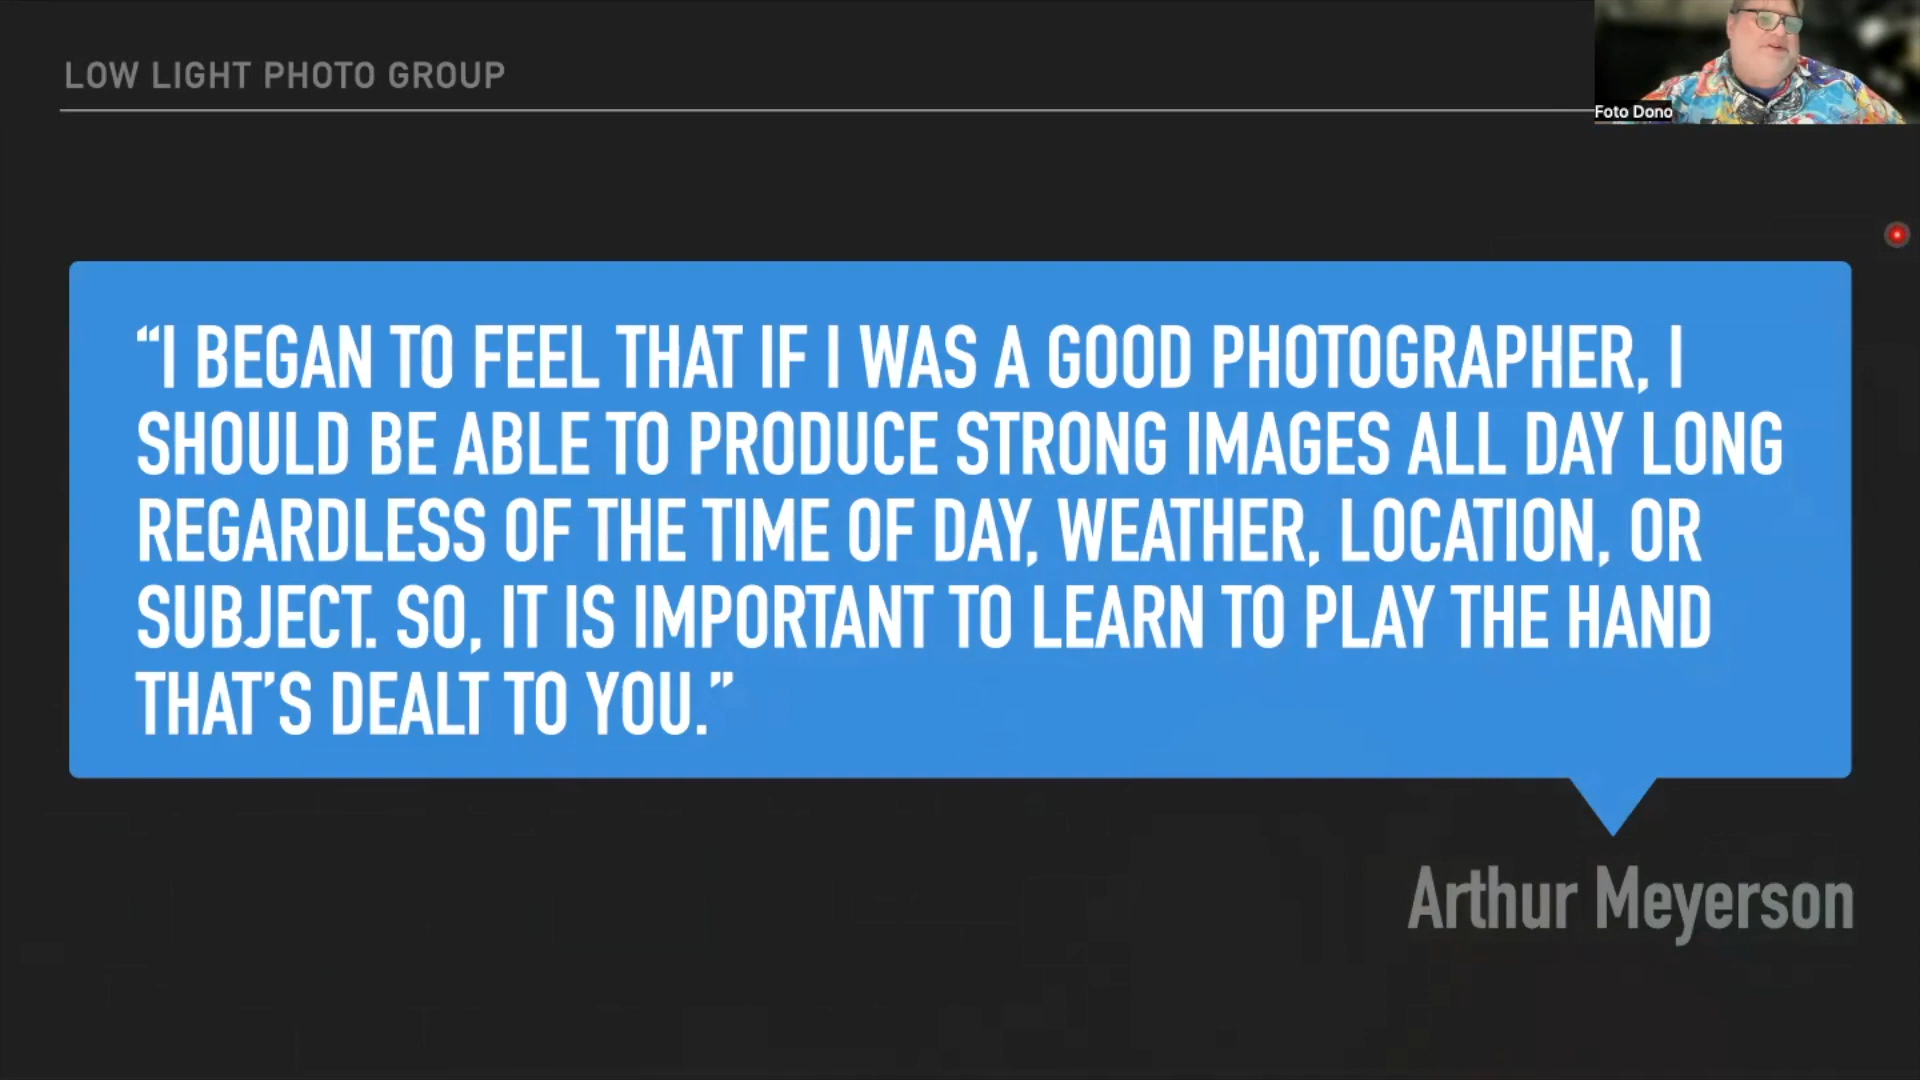 LOW LIGHT PHOTO GROUP
Foto Dono
“I BEGAN TO FEEL THAT IF I WAS A GOOD PHOTOGRAPHER, I
SHOULD BE ABLE TO PRODUCE STRONG IMAGES ALL DAY LONG
REGARDLESS OF THE TIME OF DAY, WEATHER, LOCATION, OR
SUBJECT. SO, IT IS IMPORTANT TO LEARN TO PLAY THE HAND
THAT’S DEALT TO YOU.”
Arthur Meyerson